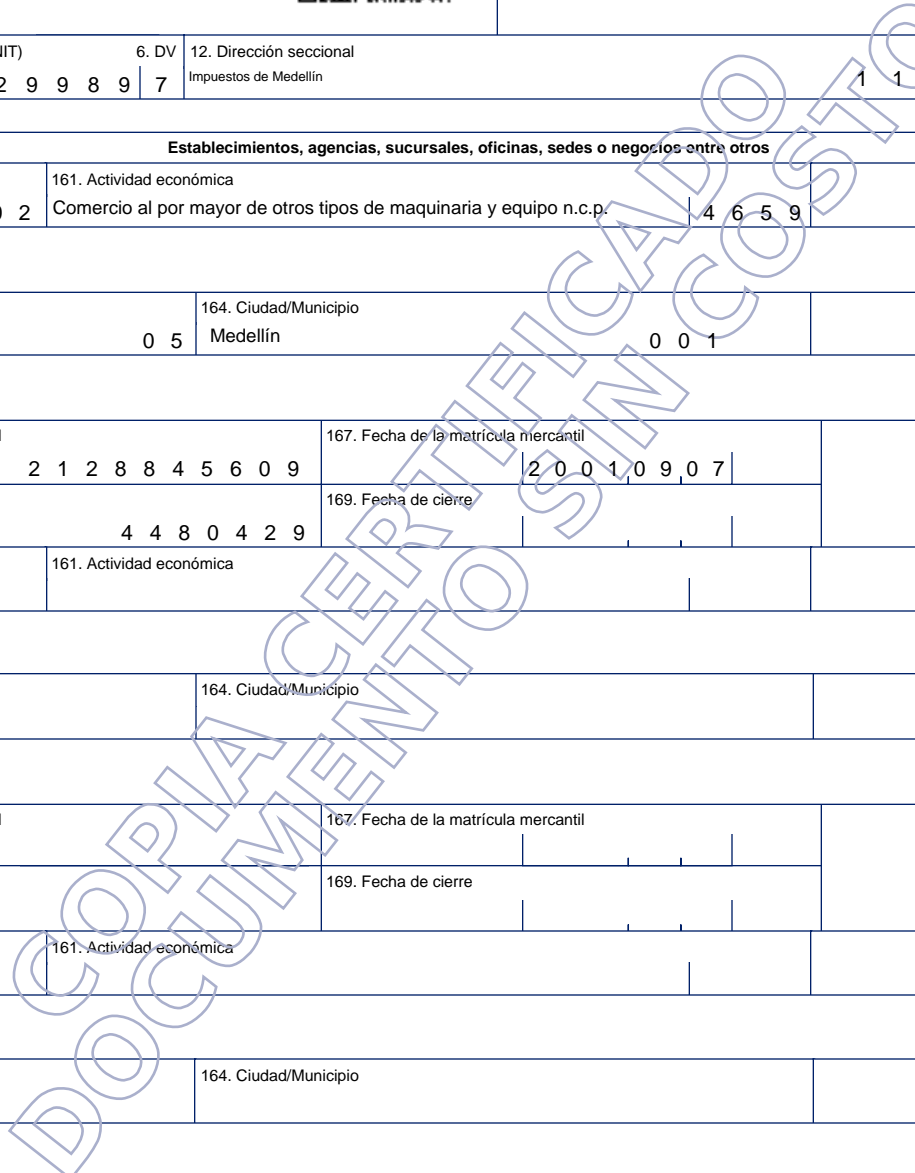 IT) 6. DV 12. Dirección seccional
2 9 9 8 9 7 Impuestos de Medellín 1 1
Establecimientos, agencias, sucursales, oficinas, sedes o negocios entre otros
161. Actividad económica
0 2 Comercio al por mayor de otros tipos de maquinaria y equipo n.c.p. 4 6 5 9
164. Ciudad/Municipio
0 5 Medellín 0 0 1
167. Fecha de la matrícula mercantil
2 1 2 8 8 4 5 6 0 9 2 0 0 1 0 9 0 7
169. Fecha de cierre
4 4 8 0 4 2 9
161. Actividad económica
164. Ciudad/Municipio
167. Fecha de la matrícula mercantil
169. Fecha de cierre
161. Actividad económica
164. Ciudad/Municipio
COPIA CERTIFICADO
DOCUMENTO SIN COSTO